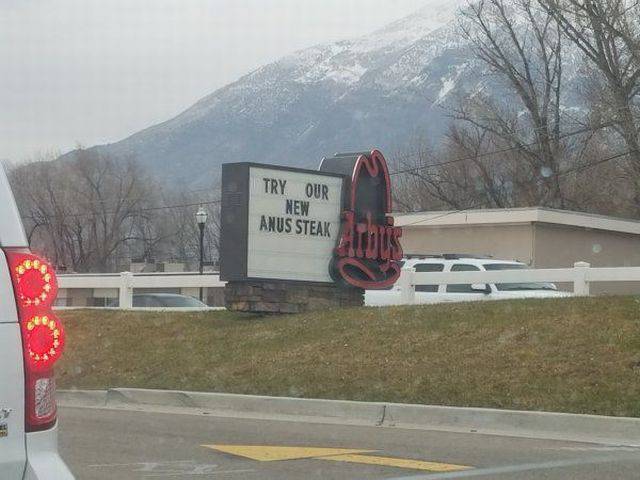 TRY OUR
NEW
ANUS STEAK
Arby's